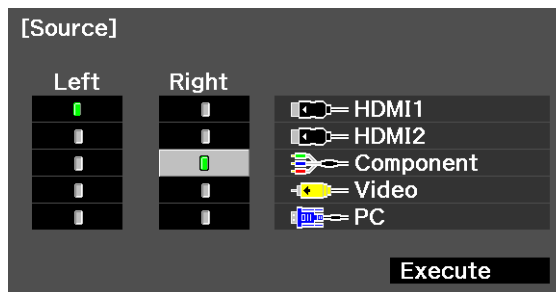 [Source]
Left Right
HDMI1
HDMI2
Component
Video
PC
Execute